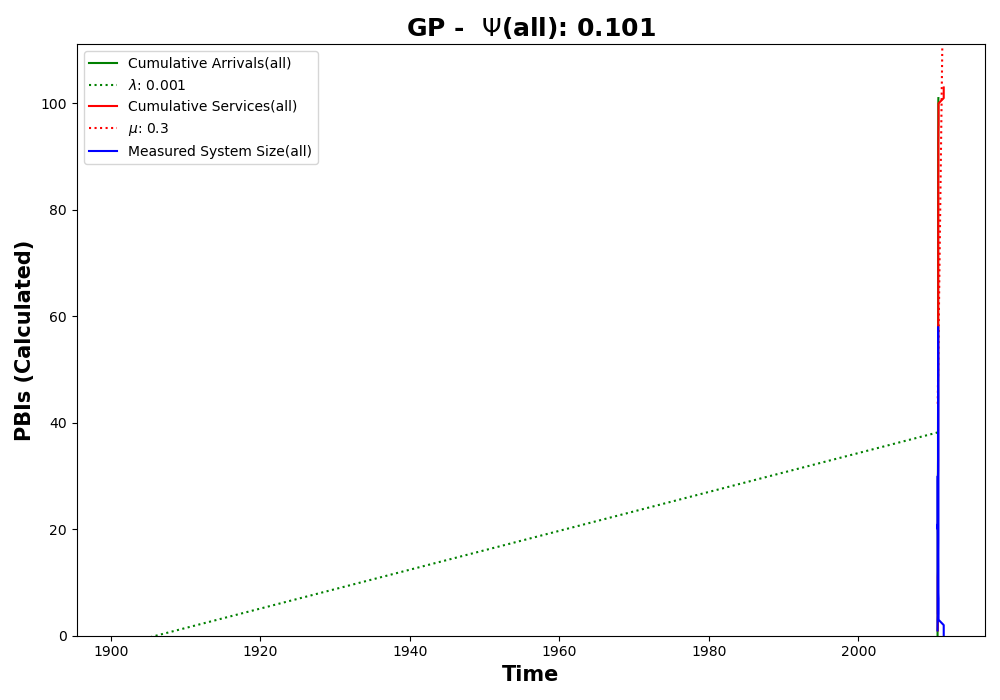 GP - Ψ(all): 0.101
Cumulative Arrivals(all)
λ: 0.001
Cumulative Services(all)
μ: 0.3
Measured System Size(all)
PBIs (Calculated)
100
80
60
40
20
0
1900 1920 1940 1960 1980 2000
Time